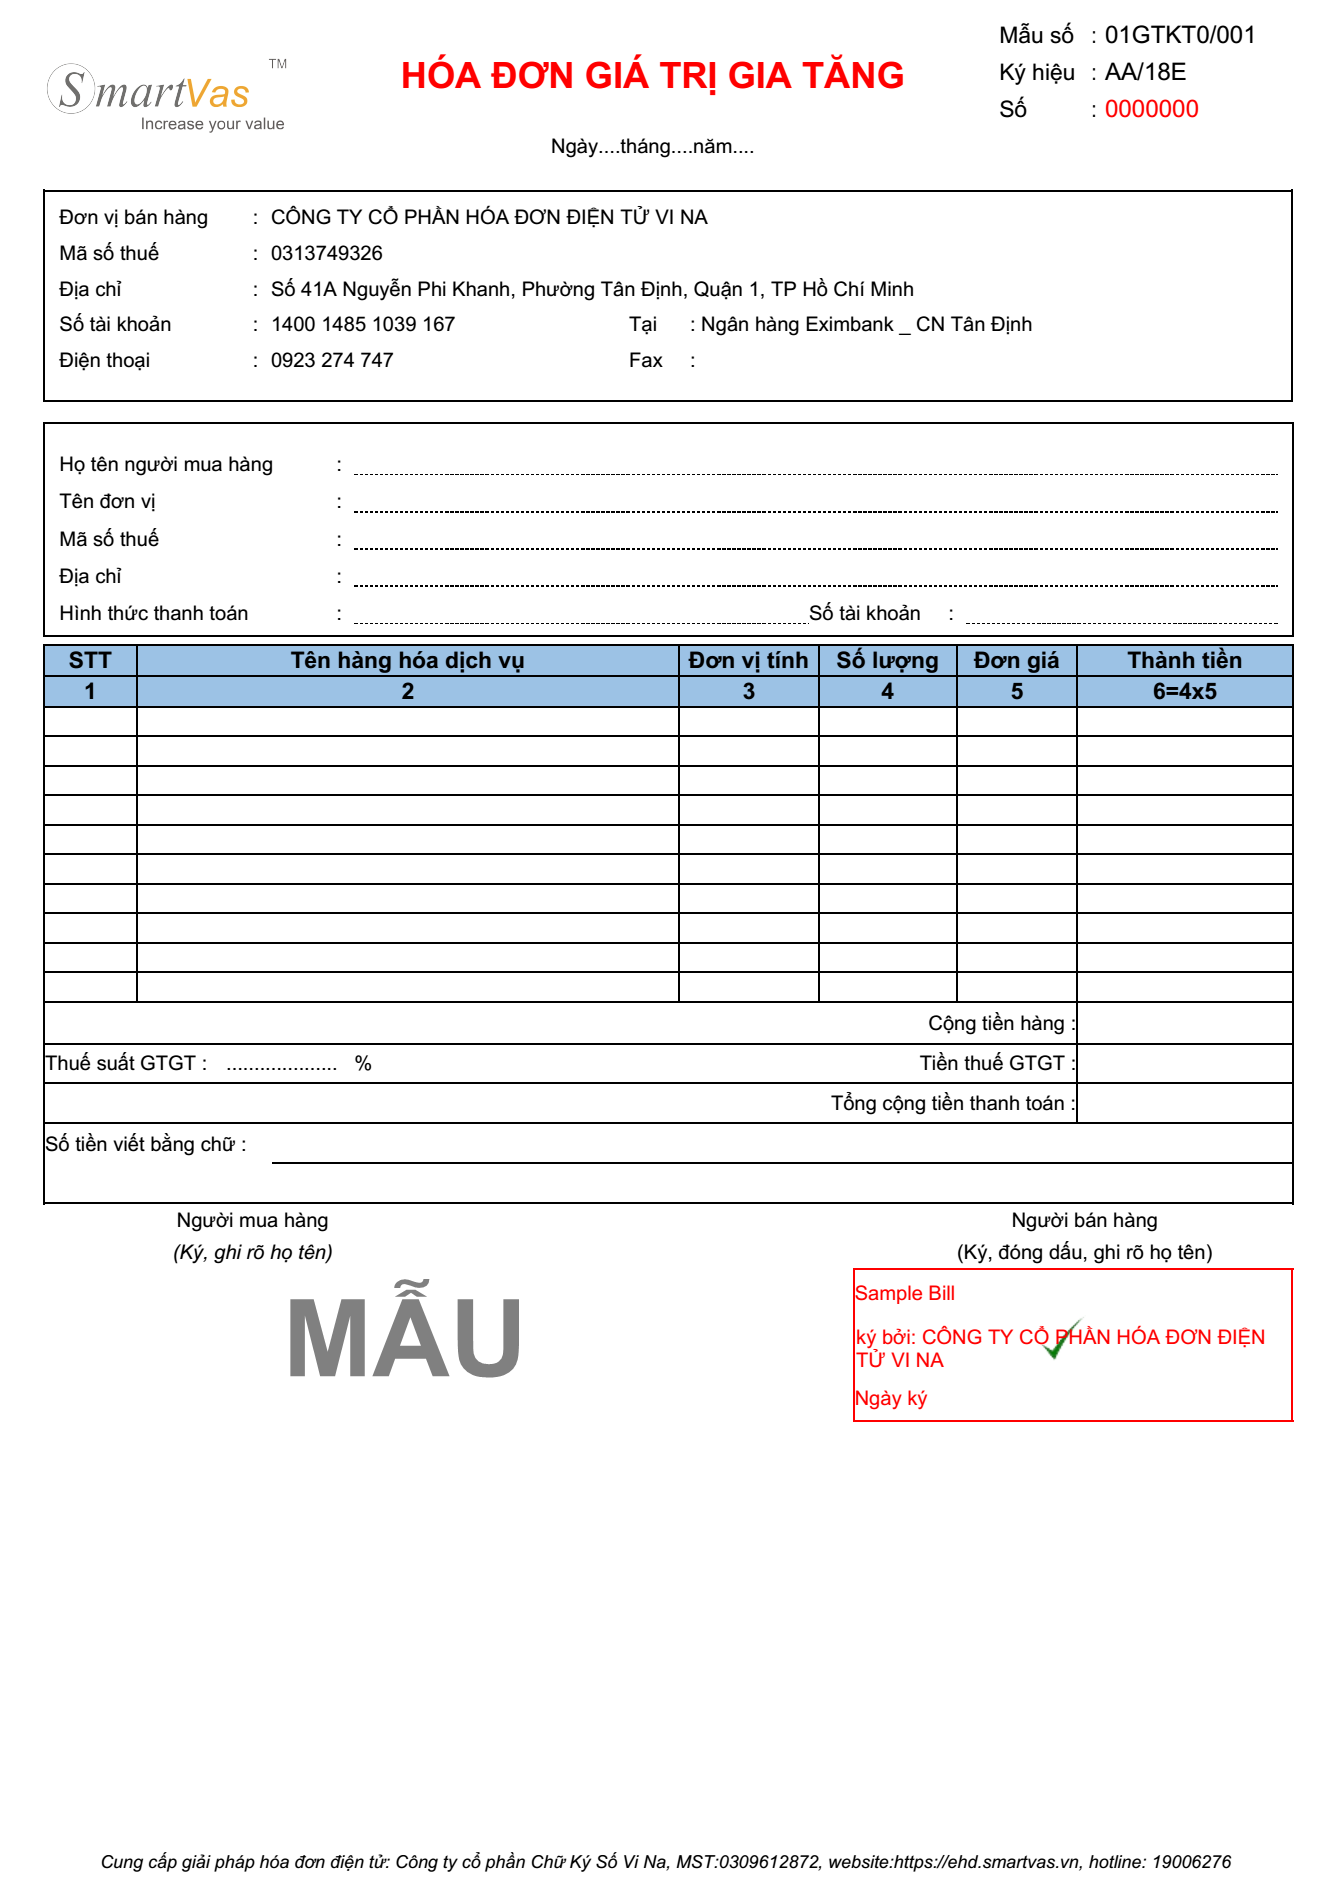 SmartVas TM
Increase your value
HÓA ĐƠN GIÁ TRỊ GIA TĂNG
Ngày....tháng....năm....
Mẫu số : 01GTKT0/001
Ký hiệu : AA/18E
Số : 0000000
Đơn vị bán hàng : CÔNG TY CỔ PHẦN HÓA ĐƠN ĐIỆN TỬ VI NA
Mã số thuế : 0313749326
Địa chỉ : Số 41A Nguyễn Phi Khanh, Phường Tân Định, Quận 1, TP Hồ Chí Minh
Số tài khoản : 1400 1485 1039 167 Tại : Ngân hàng Eximbank _ CN Tân Định
Điện thoại : 0923 274 747 Fax :
Họ tên người mua hàng :
Tên đơn vị :
Mã số thuế :
Địa chỉ :
Hình thức thanh toán : Số tài khoản :
STT Tên hàng hóa dịch vụ Đơn vị tính Số lượng Đơn giá Thành tiền
1 2 3 4 5 6=4x5
Cộng tiền hàng :
Thuế suất GTGT : .................... % Tiền thuế GTGT :
Tổng cộng tiền thanh toán :
Số tiền viết bằng chữ :
Người mua hàng Người bán hàng
(Ký, ghi rõ họ tên) (Ký, đóng dấu, ghi rõ họ tên)
MẪU
Sample Bill
ký bởi: CÔNG TY CỔ PHẦN HÓA ĐƠN ĐIỆN
TỬ VI NA
Ngày ký
Cung cấp giải pháp hóa đơn điện tử: Công ty cổ phần Chữ Ký Số Vi Na, MST:0309612872, website:https://ehd.smartvas.vn, hotline: 19006276